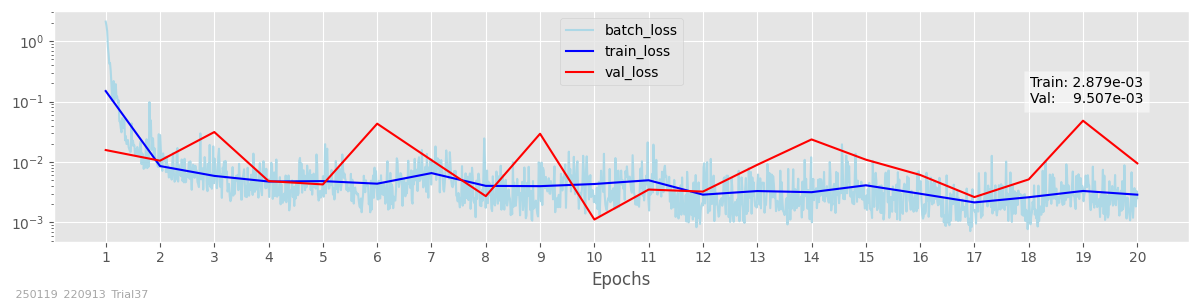 batch_loss
train_loss
val_loss
Train: 2.879e-03
Val: 9.507e-03
10⁰
10⁻¹
10⁻²
10⁻³
1 2 3 4 5 6 7 8 9 10 11 12 13 14 15 16 17 18 19 20
Epochs
250119_220913_Trial37